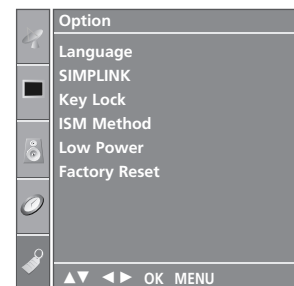 Option
Language
SIMPLINK
Key Lock
ISM Method
Low Power
Factory Reset
▲▼ ◄► OK MENU